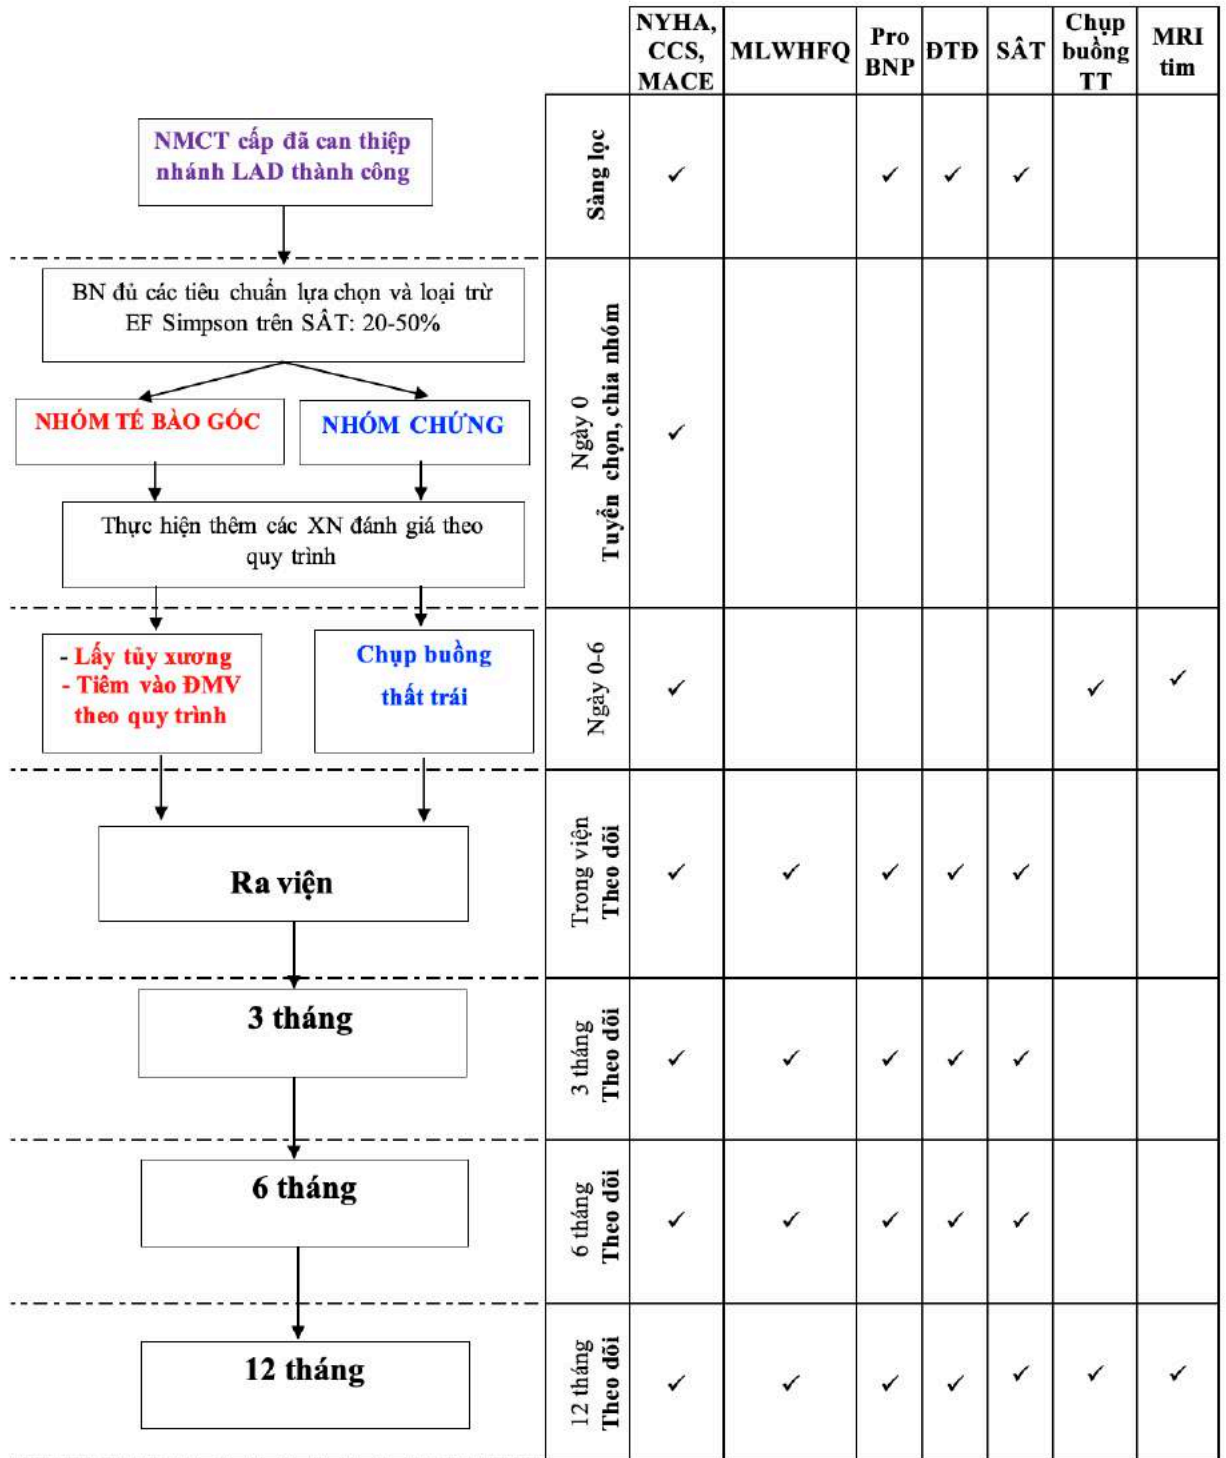 NYHA,
CCS,
MACE
MLWHFQ
Pro
BNP
ĐTĐ
SÂT
Chụp
buồng
TT
MRI
tim
NMCT cấp đã can thiệp
nhánh LAD thành công
Sàng lọc
✓ ✓ ✓ ✓
BN đủ các tiêu chuẩn lựa chọn và loại trừ
EF Simpson trên SÂT: 20-50%
NHÓM TẾ BÀO GỐC
NHÓM CHỨNG
Thực hiện thêm các XN đánh giá theo
quy trình
Ngày 0
Tuyển chọn, chia nhóm
✓
- Lấy tủy xương
- Tiêm vào ĐMV
theo quy trình
Chụp buồng
thất trái
Ngày 0-6
✓ ✓ ✓
Ra viện
Trong viện
Theo dõi
✓ ✓ ✓ ✓ ✓
3 tháng
3 tháng
Theo dõi
✓ ✓ ✓ ✓ ✓
6 tháng
6 tháng
Theo dõi
✓ ✓ ✓ ✓ ✓
12 tháng
12 tháng
Theo dõi
✓ ✓ ✓ ✓ ✓ ✓ ✓